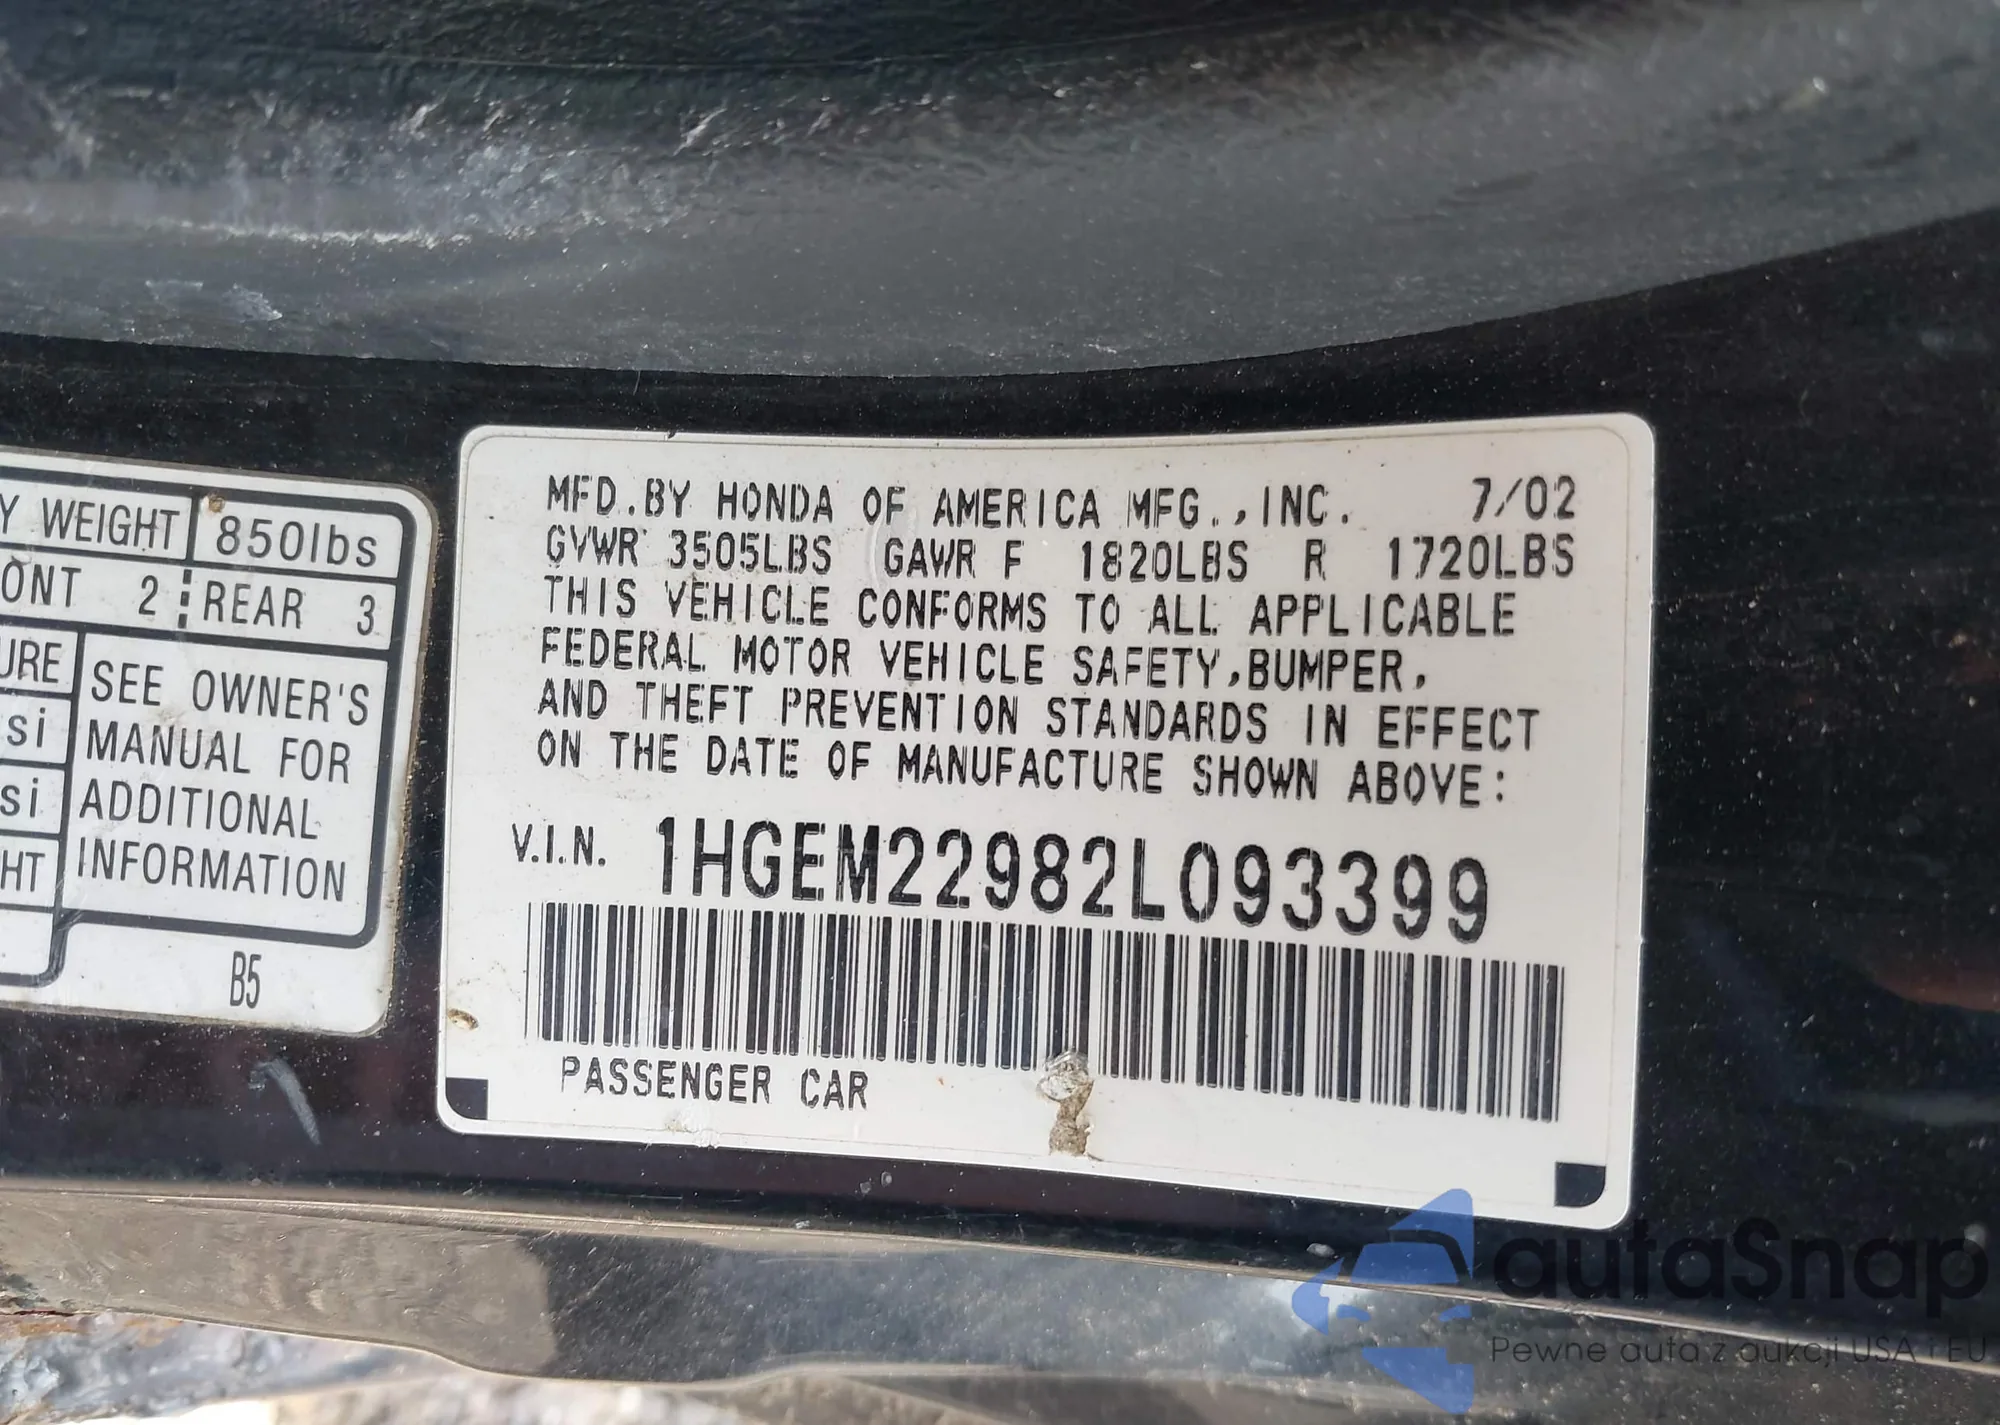 Y WEIGHT 850lbs
ONT 2 REAR 3
URE SEE OWNER'S
si MANUAL FOR
si ADDITIONAL
HT INFORMATION
B5
MFD.BY HONDA OF AMERICA MFG.,INC. 7/02
GVWR 3505LBS GAWR F 1820LBS R 1720LBS
THIS VEHICLE CONFORMS TO ALL APPLICABLE
FEDERAL MOTOR VEHICLE SAFETY,BUMPER,
AND THEFT PREVENTION STANDARDS IN EFFECT
ON THE DATE OF MANUFACTURE SHOWN ABOVE:
V.I.N. 1HGEM22982L093399
PASSENGER CAR
autaSnap
Pewne auta z aukcji USA i EU